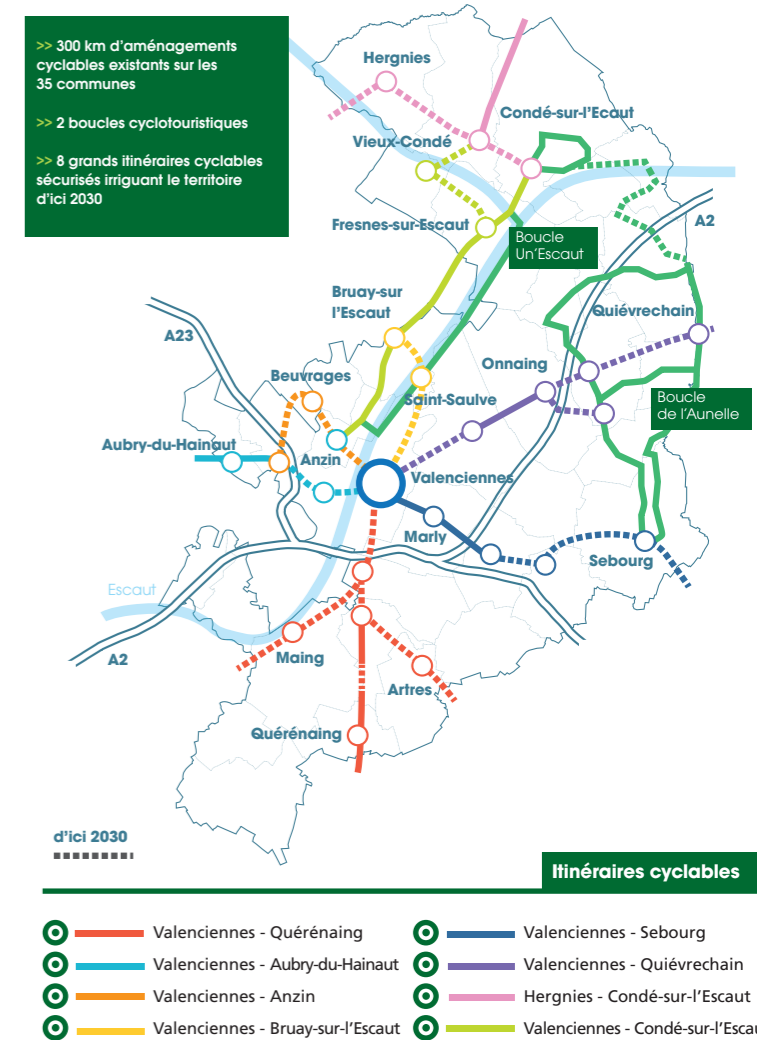 >> 300 km d'aménagements
cyclables existants sur les
35 communes
>> 2 boucles cyclotouristiques
>> 8 grands itinéraires cyclables
sécurisés irriguant le territoire
d'ici 2030
Hergnies
Condé-sur-l'Ecaut
Vieux-Condé
Fresnes-sur-Escaut
A2
Boucle
Un'Escaut
Bruay-sur
l'Escaut
Quiévrechain
A23
Onnaing
Beuvrages
Saint-Saulve
Boucle
de l'Aunelle
Aubry-du-Hainaut
Anzin
Valenciennes
Marly
Sebourg
Escaut
A2
Maing
Artres
Quérénaing
d'ici 2030
Itinéraires cyclables
Valenciennes - Quérénaing
Valenciennes - Aubry-du-Hainaut
Valenciennes - Anzin
Valenciennes - Bruay-sur-l'Escaut
Valenciennes - Sebourg
Valenciennes - Quiévrechain
Hergnies - Condé-sur-l'Escaut
Valenciennes - Condé-sur-l'Escau